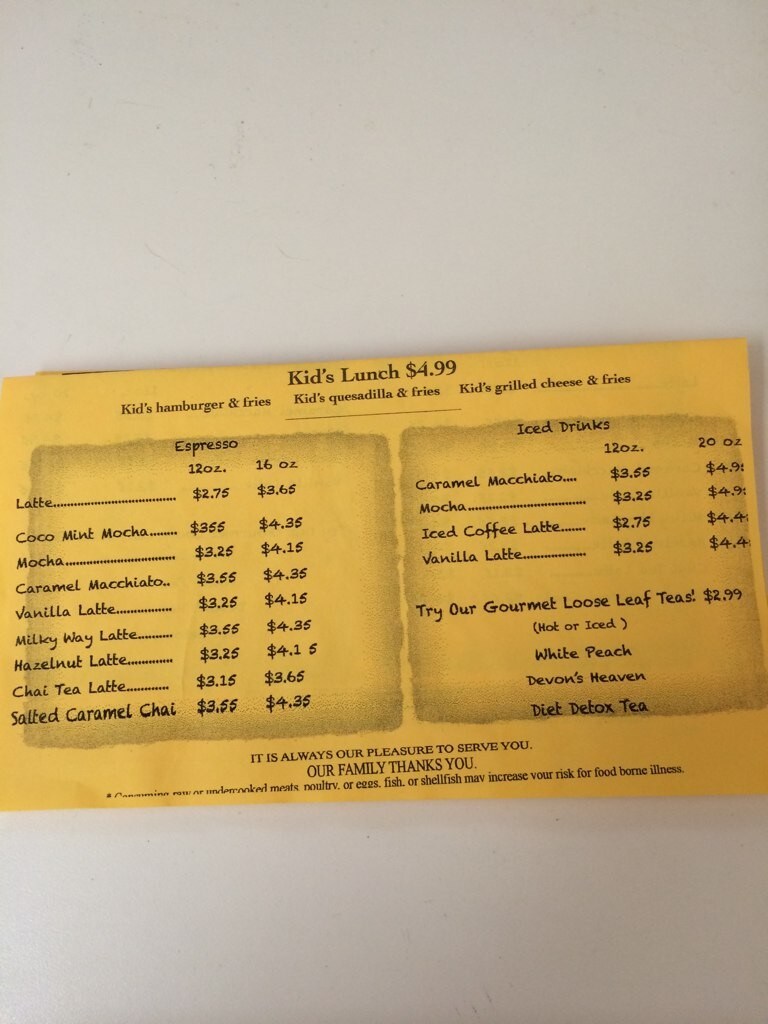 Kid's Lunch $4.99
Kid's hamburger & fries Kid's quesadilla & fries Kid's grilled cheese & fries
Espresso
12oz. 16 oz
Latte................................... $2.75 $3.65
Coco Mint Mocha........ $355 $4.35
Mocha................................ $3.25 $4.15
Caramel Macchiato.. $3.55 $4.35
Vanilla Latte................ $3.25 $4.15
Milky Way Latte.......... $3.55 $4.35
Hazelnut Latte............. $3.25 $4.1 5
Chai Tea Latte............ $3.15 $3.65
Salted Caramel Chai $3.55 $4.35
Iced Drinks
12oz. 20 oz
Caramel Macchiato.... $3.55
Mocha.................................. $3.25
Iced Coffee Latte....... $2.75
Vanilla Latte.................. $3.25
Try Our Gourmet Loose Leaf Teas! $2.99
(Hot or Iced )
White Peach
Devon's Heaven
Diet Detox Tea
IT IS ALWAYS OUR PLEASURE TO SERVE YOU.
OUR FAMILY THANKS YOU.
* Consuming raw or undercooked meats, poultry, or eggs, fish, or shellfish may increase your risk for food borne illness.